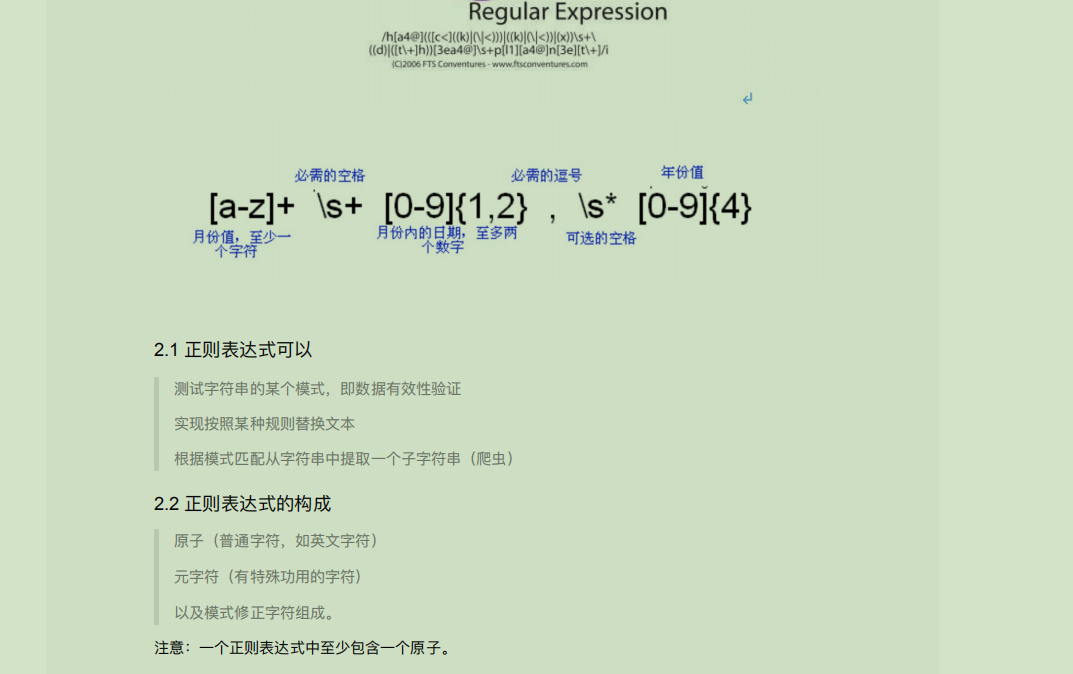 Regular Expression
/h[a4@](([c<]((k)|(\|<)))|((k)|(\|<))|(x))\s+\
((d)|([t\+]h))[3ea4@]\s+p[l1][a4@]n[3e][t\+]/i
(C)2006 FTS Conventures - www.ftsconventures.com
必需的空格 必需的逗号 年份值
[a-z]+ \s+ [0-9]{1,2} , \s* [0-9]{4}
月份值，至少一 月份内的日期，至多两 可选的空格
个字符 个数字
2.1 正则表达式可以
测试字符串的某个模式，即数据有效性验证
实现按照某种规则替换文本
根据模式匹配从字符串中提取一个子字符串（爬虫）
2.2 正则表达式的构成
原子（普通字符，如英文字符）
元字符（有特殊功用的字符）
以及模式修正字符组成。
注意：一个正则表达式中至少包含一个原子。